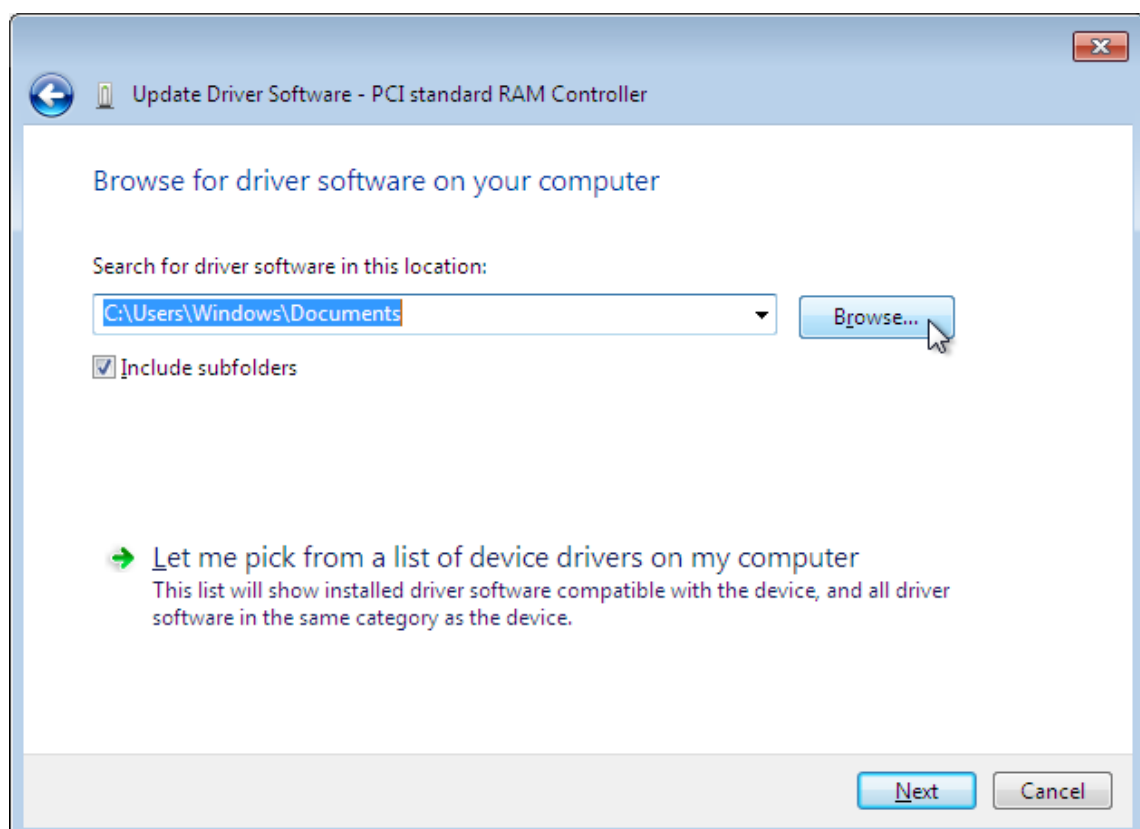 Update Driver Software - PCI standard RAM Controller
Browse for driver software on your computer
Search for driver software in this location:
C:\Users\Windows\Documents
Browse...
Include subfolders
Let me pick from a list of device drivers on my computer
This list will show installed driver software compatible with the device, and all driver
software in the same category as the device.
Next
Cancel